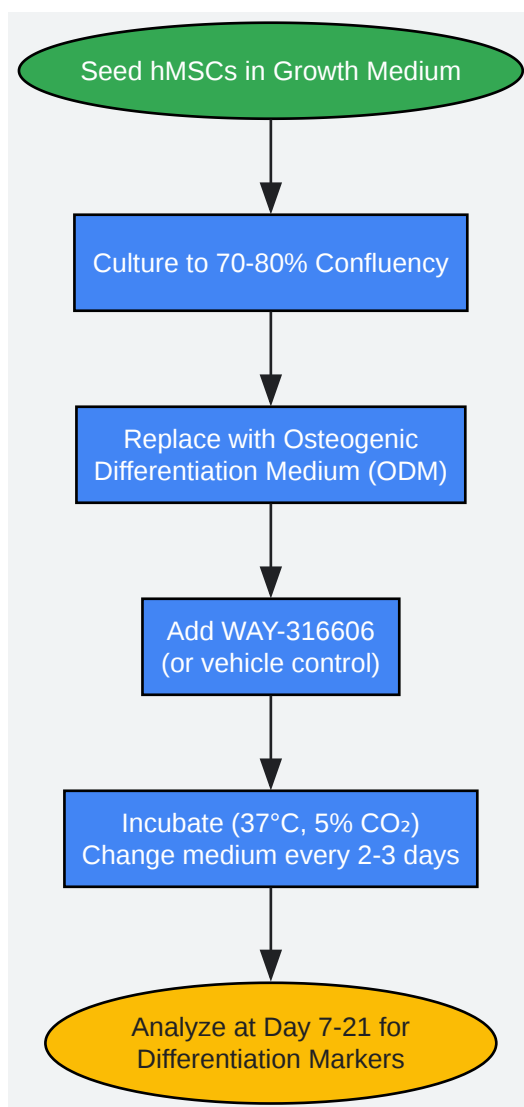 Seed hMSCs in Growth Medium
Culture to 70-80% Confluency
Replace with Osteogenic
Differentiation Medium (ODM)
Add WAY-316606
(or vehicle control)
Incubate (37°C, 5% CO₂)
Change medium every 2-3 days
Analyze at Day 7-21 for
Differentiation Markers